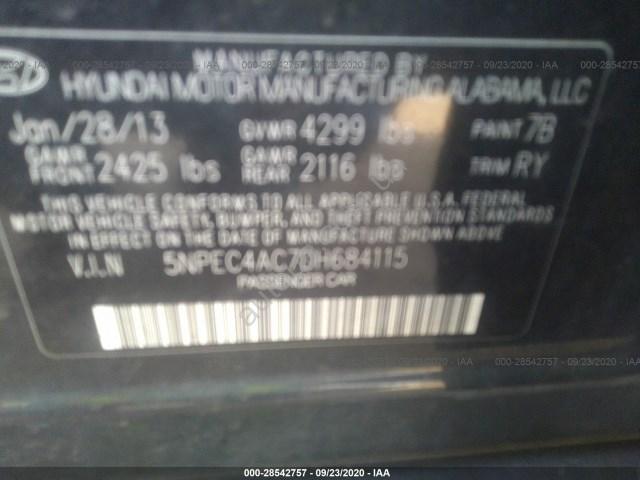 MANUFACTURED BY
HYUNDAI MOTOR MANUFACTURING ALABAMA, LLC
Jan/28/13 GVWR 4299 lbs PAINT 7B
GAWR FRONT 2425 lbs GAWR REAR 2116 lbs TRIM RY
THIS VEHICLE CONFORMS TO ALL APPLICABLE U.S.A. FEDERAL
MOTOR VEHICLE SAFETY, BUMPER, AND THEFT PREVENTION
STANDARDS IN EFFECT ON THE DATE OF MANUFACTURE SHOWN ABOVE.
V.I.N 5NPEC4AC7DH684115
PASSENGER CAR
000-28542757 - 09/23/2020 - IAA